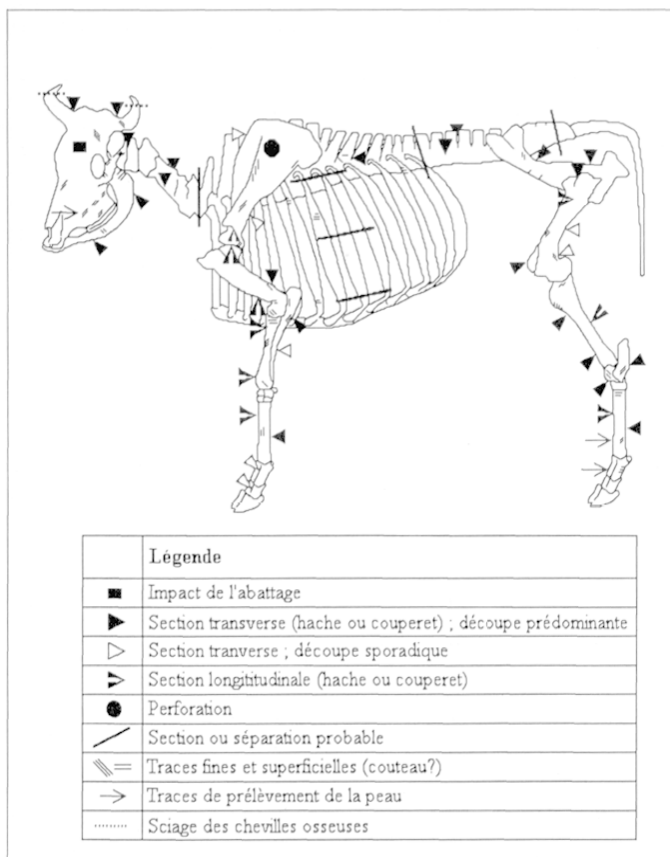 Légende
Impact de l'abattage
Section transverse (hache ou couperet) ; découpe prédominante
Section tranverse ; découpe sporadique
Section longititudinale (hache ou couperet)
Perforation
Section ou séparation probable
Traces fines et superficielles (couteau?)
Traces de prélèvement de la peau
Sciage des chevilles osseuses